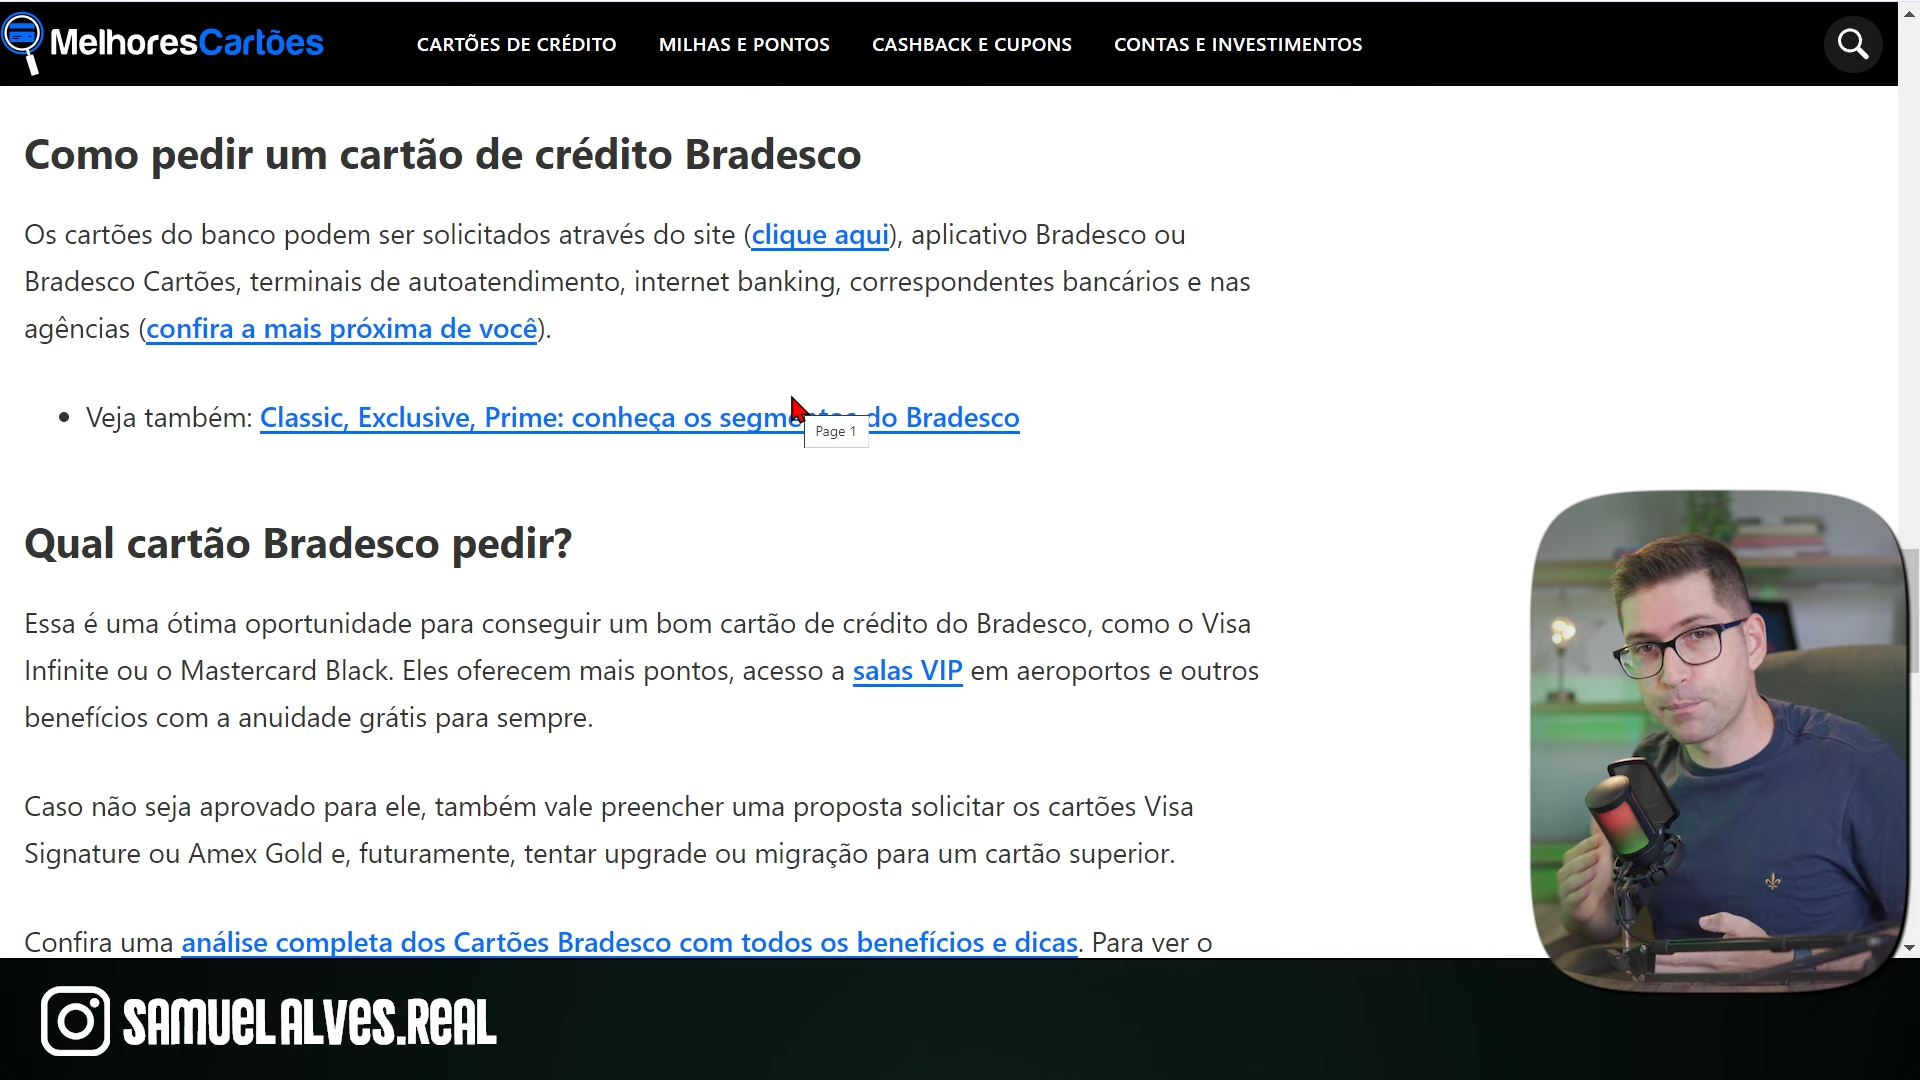 MelhoresCartões
CARTÕES DE CRÉDITO
MILHAS E PONTOS
CASHBACK E CUPONS
CONTAS E INVESTIMENTOS
Como pedir um cartão de crédito Bradesco
Os cartões do banco podem ser solicitados através do site (clique aqui), aplicativo Bradesco ou
Bradesco Cartões, terminais de autoatendimento, internet banking, correspondentes bancários e nas
agências (confira a mais próxima de você).
• Veja também: Classic, Exclusive, Prime: conheça os segmentos do Bradesco
Page 1
Qual cartão Bradesco pedir?
Essa é uma ótima oportunidade para conseguir um bom cartão de crédito do Bradesco, como o Visa
Infinite ou o Mastercard Black. Eles oferecem mais pontos, acesso a salas VIP em aeroportos e outros
benefícios com a anuidade grátis para sempre.
Caso não seja aprovado para ele, também vale preencher uma proposta solicitar os cartões Visa
Signature ou Amex Gold e, futuramente, tentar upgrade ou migração para um cartão superior.
Confira uma análise completa dos Cartões Bradesco com todos os benefícios e dicas. Para ver o
SAMUELALVES.REAL